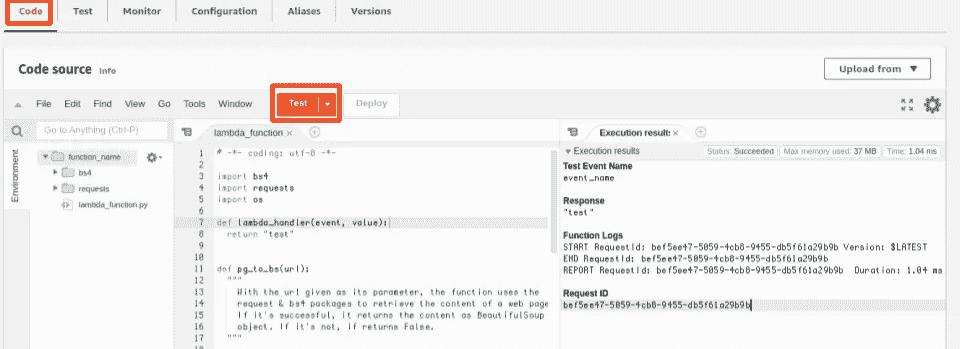 Code Test Monitor Configuration Aliases Versions
Code source Info
Upload from
File Edit Find View Go Tools Window Test Deploy
Go to Anything (Ctrl-P)
Environment
function_name
bs4
requests
lambda_function.py
lambda_function
1 # -*- coding: utf-8 -*-
2
3 import bs4
4 import requests
5 import os
6
7 def lambda_handler(event, value):
8 return "test"
9
10
11 def pg_to_bs(url):
12 """
13 With the url given as its parameter, the function uses the
14 request & bs4 packages to retrieve the content of a web page
15 If it's successful, it returns the content as BeautifulSoup
16 object. If it's not, if returns False.
17 """
Execution result:
Execution results Status: Succeeded Max memory used: 37 MB Time: 1.04 ms
Test Event Name
event_name
Response
"test"
Function Logs
START RequestId: bef5ee47-5059-4cb8-9455-db5f61a29b9b Version: $LATEST
END RequestId: bef5ee47-5059-4cb8-9455-db5f61a29b9b
REPORT RequestId: bef5ee47-5059-4cb8-9455-db5f61a29b9b Duration: 1.04 ms
Request ID
bef5ee47-5059-4cb8-9455-db5f61a29b9b